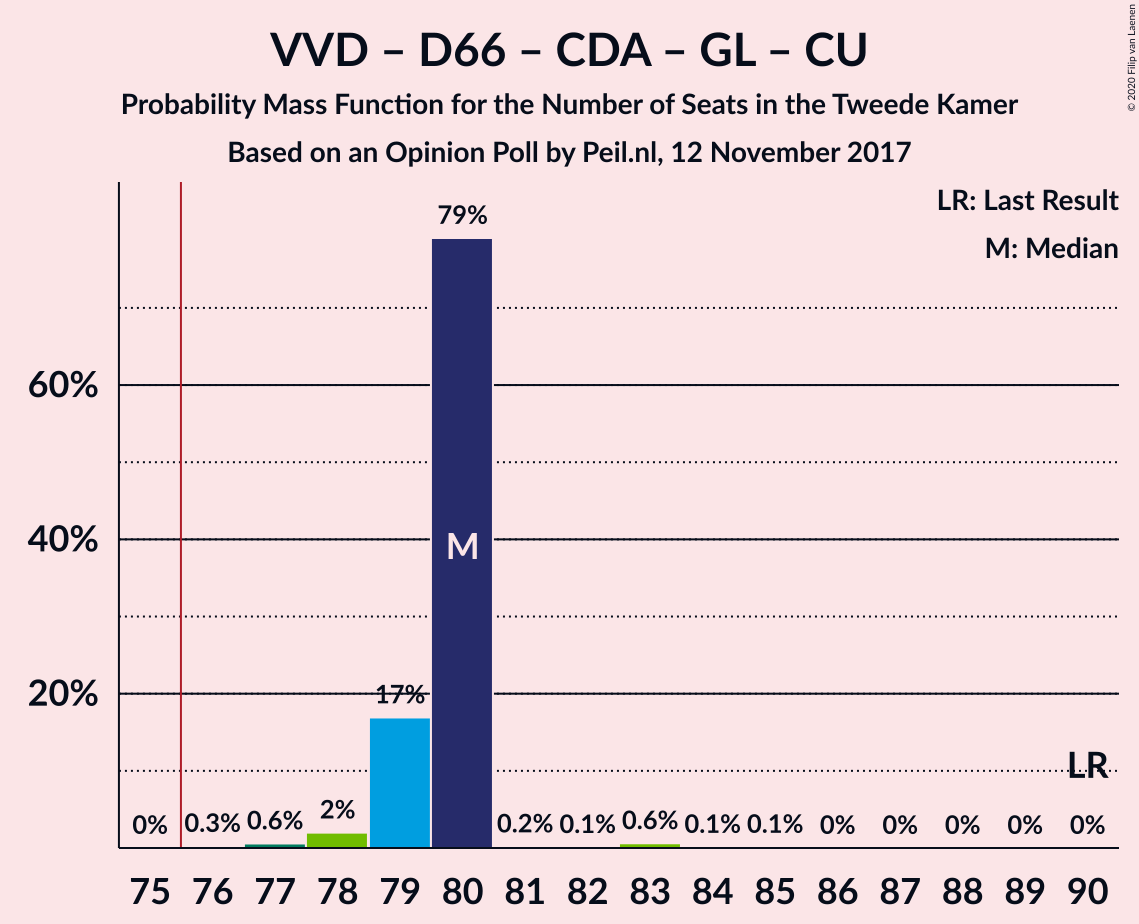 VVD – D66 – CDA – GL – CU
Probability Mass Function for the Number of Seats in the Tweede Kamer
Based on an Opinion Poll by Peil.nl, 12 November 2017
© 2020 Filip van Laenen
LR: Last Result
M: Median
79%
60%
40%
20%
M
17%
LR
0% 0.3% 0.6% 2% 0.2% 0.1% 0.6% 0.1% 0.1% 0% 0% 0% 0% 0%
75 76 77 78 79 80 81 82 83 84 85 86 87 88 89 90